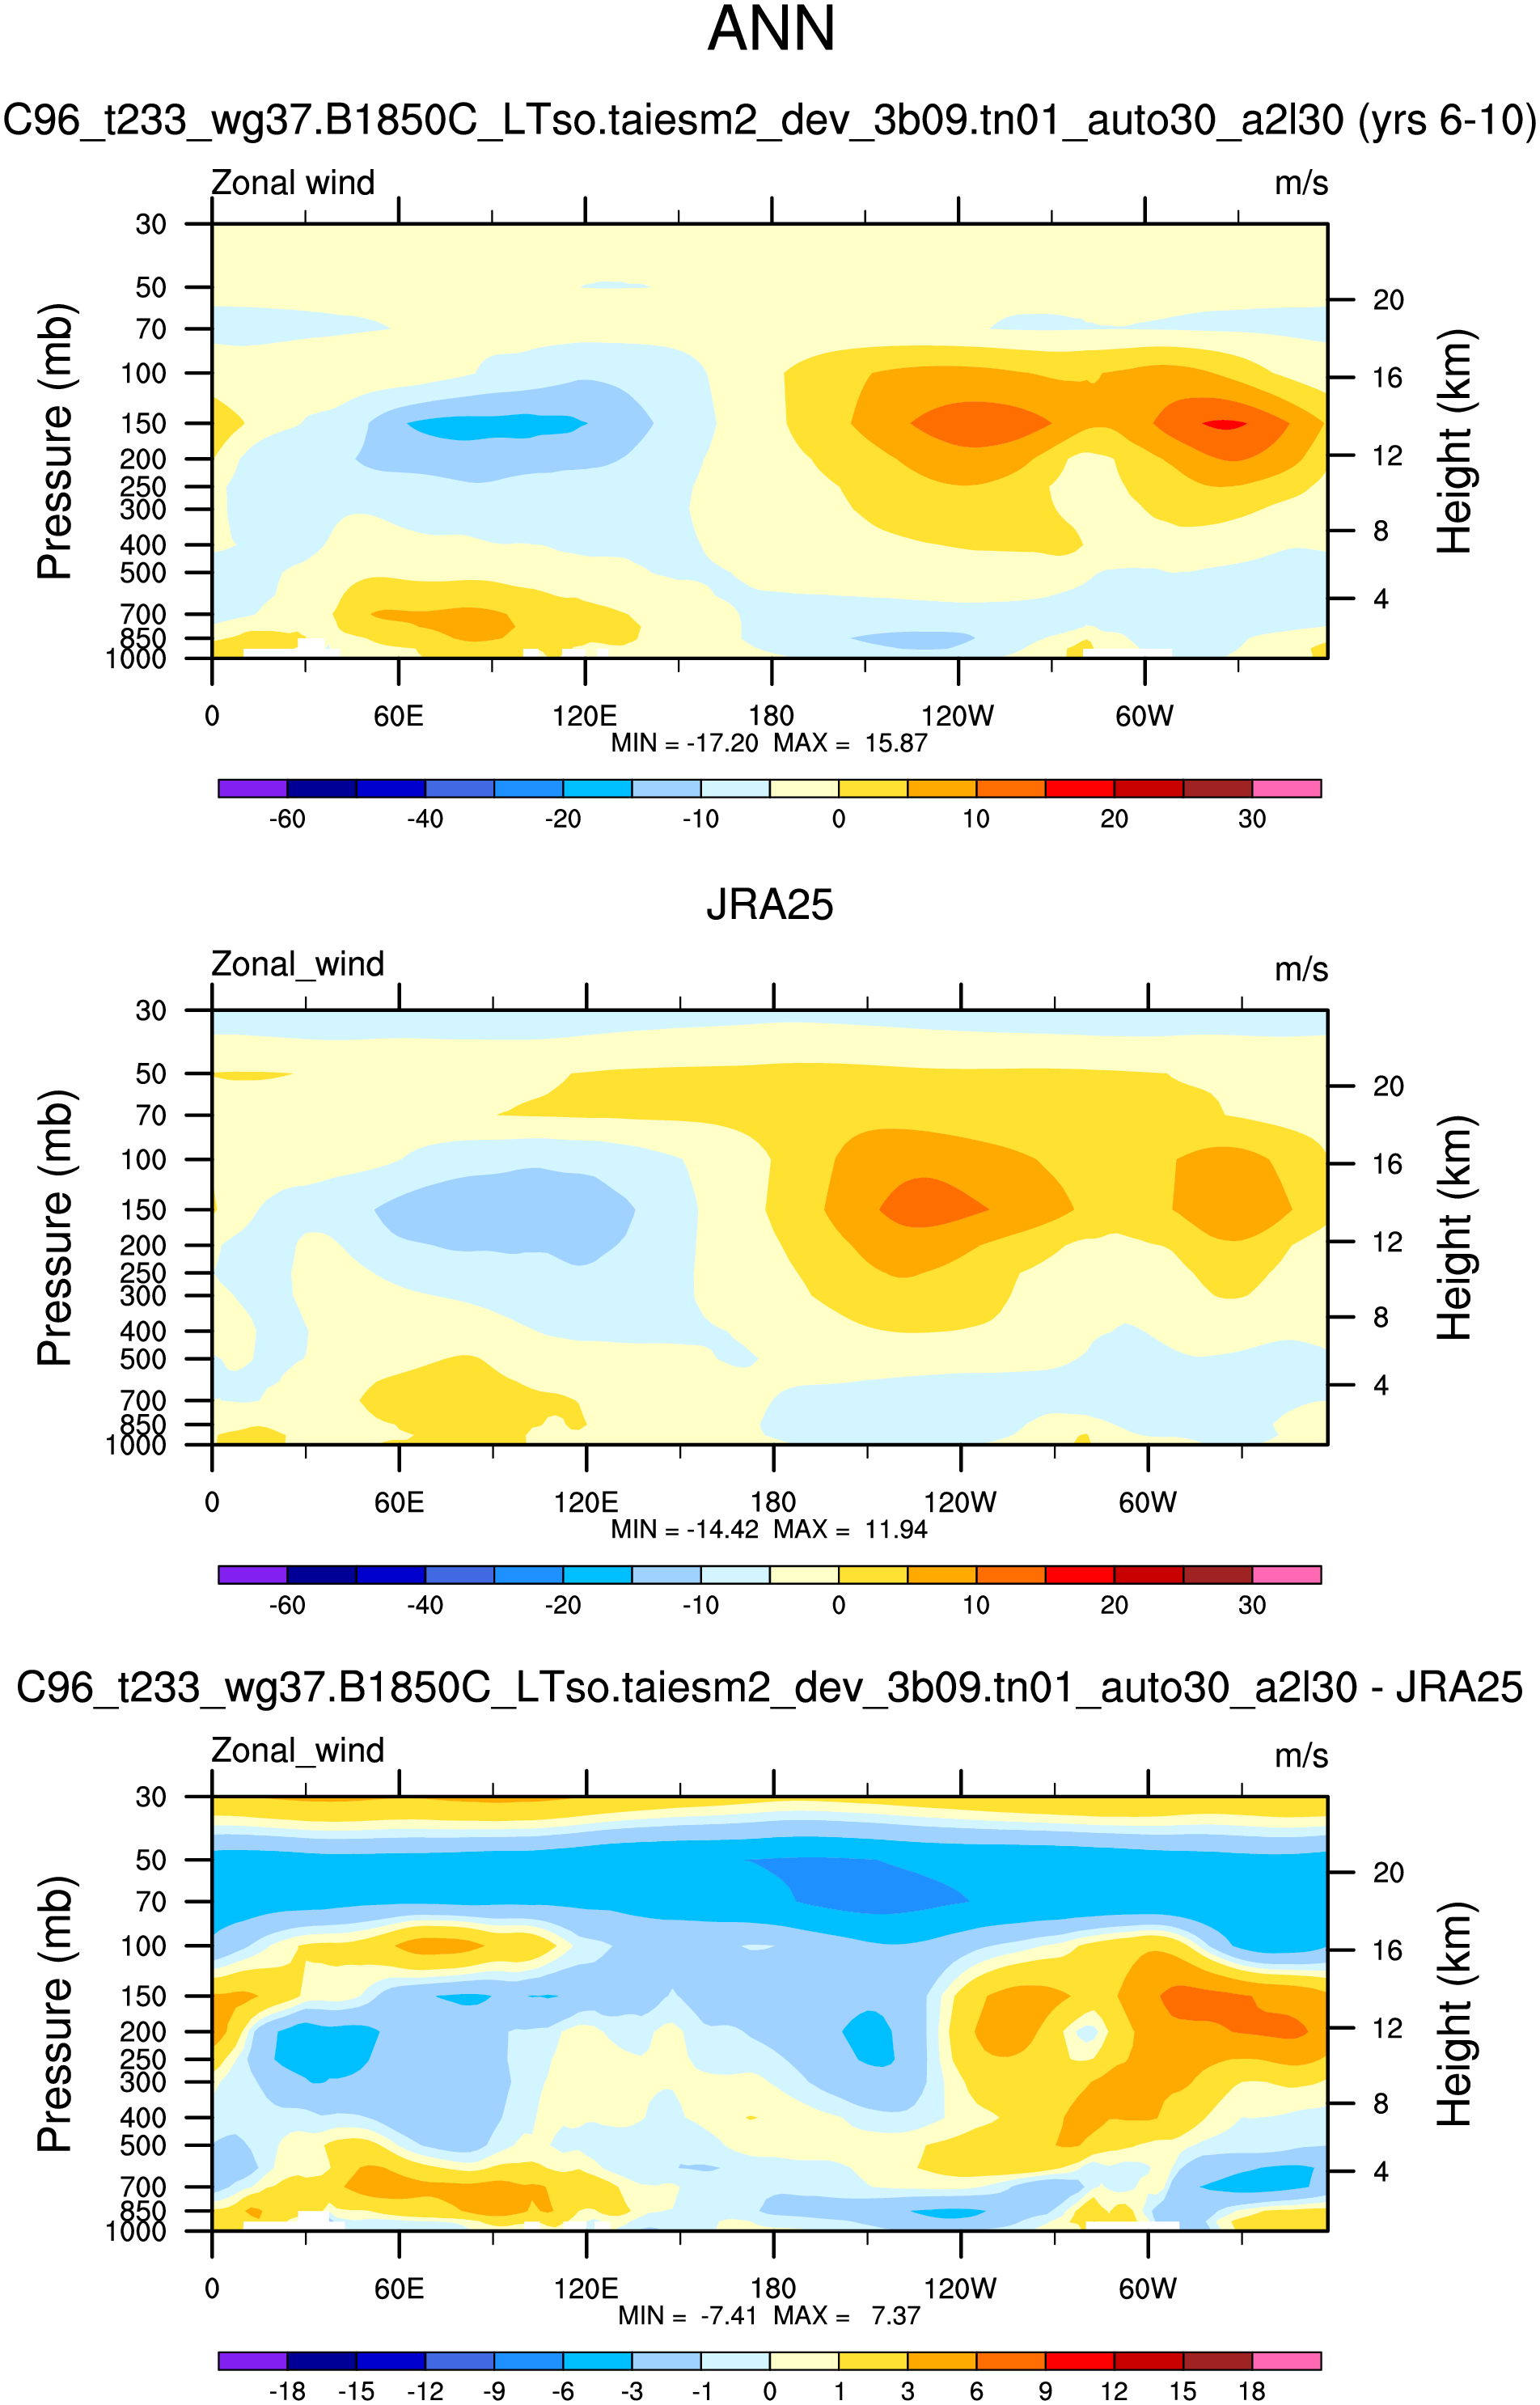 ANN
C96_t233_wg37.B1850C_LTso.taiesm2_dev_3b09.tn01_auto30_a2l30 (yrs 6-10)
Zonal wind m/s
30
50
70
100
150
200
250
300
400
500
700
850
1000
Pressure (mb)
20
16
12
8
4
Height (km)
0 60E 120E 180 120W 60W
MIN = -17.20 MAX = 15.87
-60 -40 -20 -10 0 10 20 30
JRA25
Zonal_wind m/s
30
50
70
100
150
200
250
300
400
500
700
850
1000
Pressure (mb)
20
16
12
8
4
Height (km)
0 60E 120E 180 120W 60W
MIN = -14.42 MAX = 11.94
-60 -40 -20 -10 0 10 20 30
C96_t233_wg37.B1850C_LTso.taiesm2_dev_3b09.tn01_auto30_a2l30 - JRA25
Zonal_wind m/s
30
50
70
100
150
200
250
300
400
500
700
850
1000
Pressure (mb)
20
16
12
8
4
Height (km)
0 60E 120E 180 120W 60W
MIN = -7.41 MAX = 7.37
-18 -15 -12 -9 -6 -3 -1 0 1 3 6 9 12 15 18